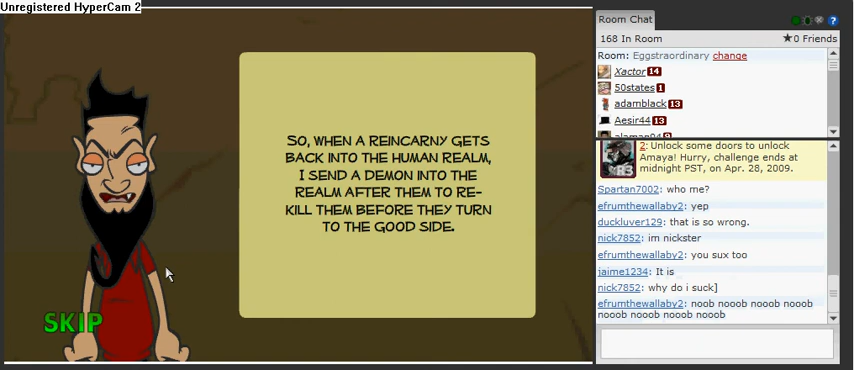 Unregistered HyperCam 2
SO, WHEN A REINCARNY GETS
BACK INTO THE HUMAN REALM,
I SEND A DEMON INTO THE
REALM AFTER THEM TO RE-
KILL THEM BEFORE THEY TURN
TO THE GOOD SIDE.
SKIP
Room Chat
?
168 In Room
★0 Friends
Room: Eggstraordinary change
Xactor 14
50states 1
adamblack 13
Aesir44 13
2: Unlock some doors to unlock
Amaya! Hurry, challenge ends at
midnight PST, on Apr. 28, 2009.
Spartan7002: who me?
efrumthewallaby2: yep
duckluver129: that is so wrong.
nick7852: im nickster
efrumthewallaby2: you sux too
jaime1234: It is
nick7852: why do i suck]
efrumthewallaby2: noob nooob nooob nooob
nooob nooob nooob nooob